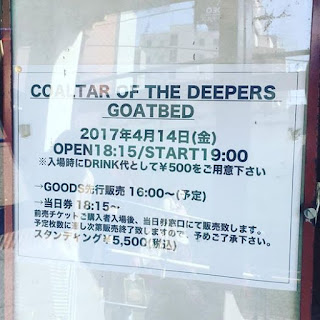 COALTAR OF THE DEEPERS
GOATBED
2017年4月14日(金)
OPEN18:15/START19:00
※入場時にDRINK代として¥500をご用意下さい
→GOODS先行販売 16:00〜(予定)
→当日券 18:15〜
前売チケットご購入者入場後、当日券窓口にて販売致します。
予定枚数に達し次第販売終了致しますので、予めご了承下さい。
スタンディング¥5,500(税込)